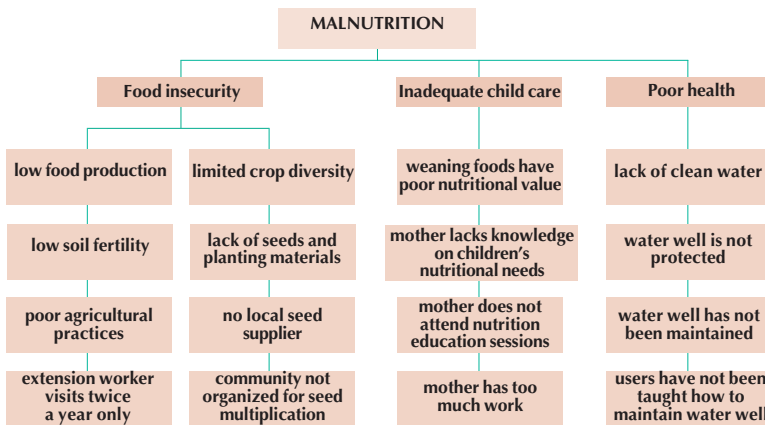 MALNUTRITION
Food insecurity
Inadequate child care
Poor health
low food production
limited crop diversity
weaning foods have
poor nutritional value
lack of clean water
low soil fertility
lack of seeds and
planting materials
mother lacks knowledge
on children's
nutritional needs
water well is not
protected
poor agricultural
practices
no local seed
supplier
mother does not
attend nutrition
education sessions
water well has not
been maintained
extension worker
visits twice
a year only
community not
organized for seed
multiplication
mother has too
much work
users have not been
taught how to
maintain water well